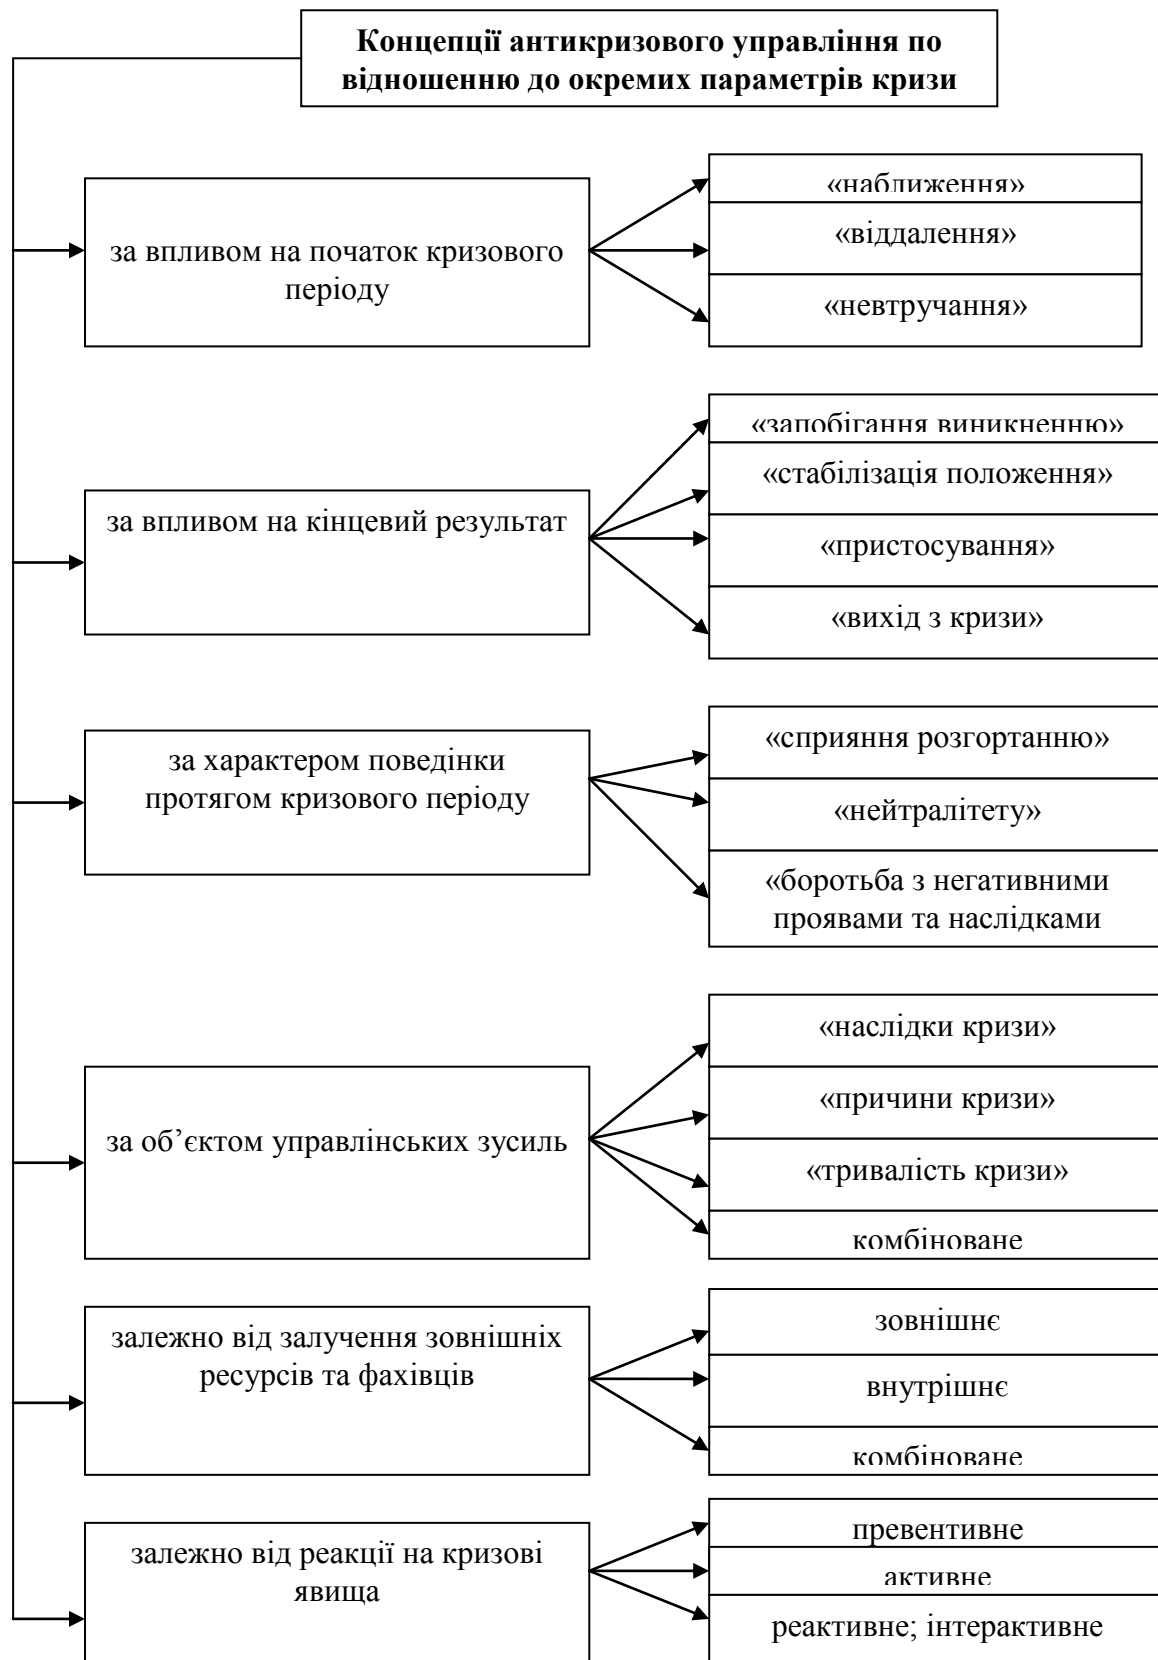 Концепції антикризового управління по
відношенню до окремих параметрів кризи
за впливом на початок кризового
періоду
«наближення»
«віддалення»
«невтручання»
за впливом на кінцевий результат
«запобігання виникненню»
«стабілізація положення»
«пристосування»
«вихід з кризи»
за характером поведінки
протягом кризового періоду
«сприяння розгортанню»
«нейтралітету»
«боротьба з негативними
проявами та наслідками
за об’єктом управлінських зусиль
«наслідки кризи»
«причини кризи»
«тривалість кризи»
комбіноване
залежно від залучення зовнішніх
ресурсів та фахівців
зовнішнє
внутрішнє
комбіноване
залежно від реакції на кризові
явища
превентивне
активне
реактивне; інтерактивне